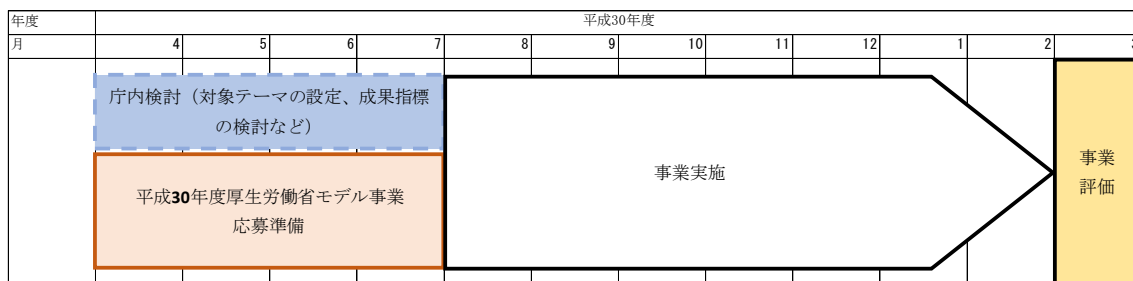 年度 平成30年度
月 4 5 6 7 8 9 10 11 12 1 2 3
庁内検討（対象テーマの設定、成果指標
の検討など）
平成30年度厚生労働省モデル事業
応募準備
事業実施
事業
評価